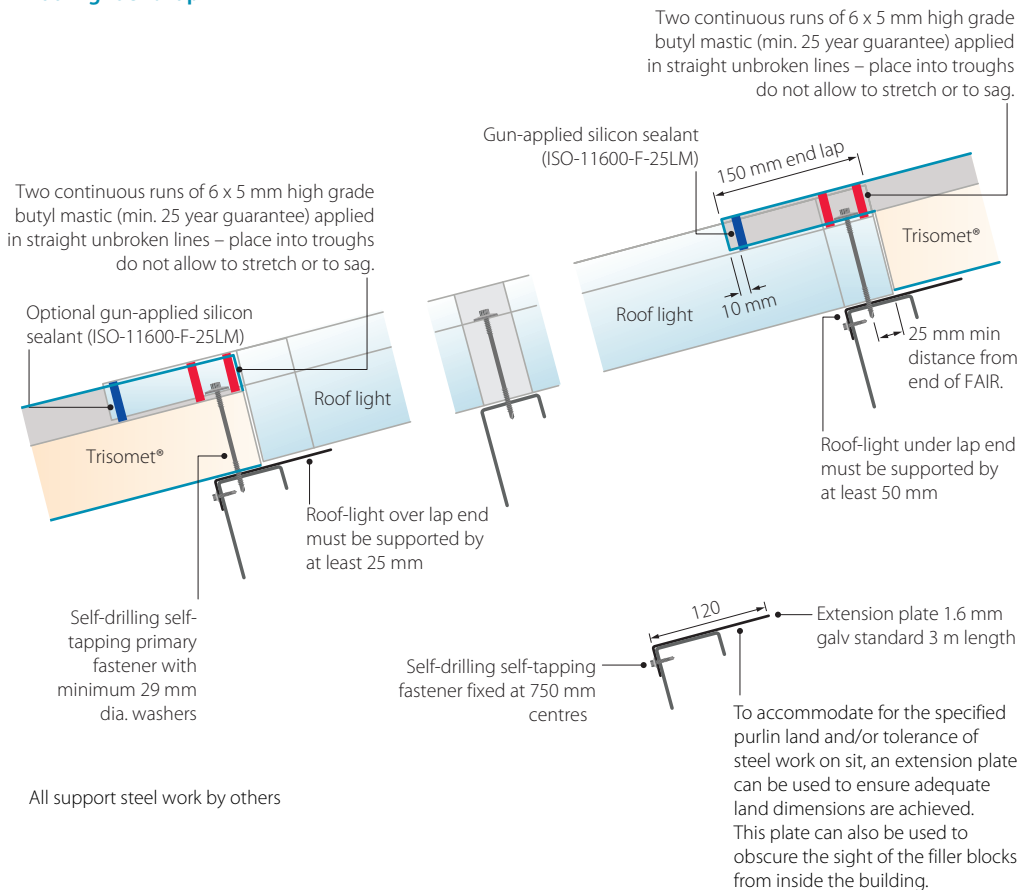 Two continuous runs of 6 x 5 mm high grade
butyl mastic (min. 25 year guarantee) applied
in straight unbroken lines – place into troughs
do not allow to stretch or to sag.
Gun-applied silicon sealant
(ISO-11600-F-25LM)
150 mm end lap
Trisomet®
Roof light
10 mm
25 mm min
distance from
end of FAIR.
Roof-light under lap end
must be supported by
at least 50 mm
Two continuous runs of 6 x 5 mm high grade
butyl mastic (min. 25 year guarantee) applied
in straight unbroken lines – place into troughs
do not allow to stretch or to sag.
Optional gun-applied silicon
sealant (ISO-11600-F-25LM)
Roof light
Trisomet®
Roof-light over lap end
must be supported by
at least 25 mm
Self-drilling self-
tapping primary
fastener with
minimum 29 mm
dia. washers
120
Extension plate 1.6 mm
galv standard 3 m length
Self-drilling self-tapping
fastener fixed at 750 mm
centres
To accommodate for the specified
purlin land and/or tolerance of
steel work on sit, an extension plate
can be used to ensure adequate
land dimensions are achieved.
This plate can also be used to
obscure the sight of the filler blocks
from inside the building.
All support steel work by others